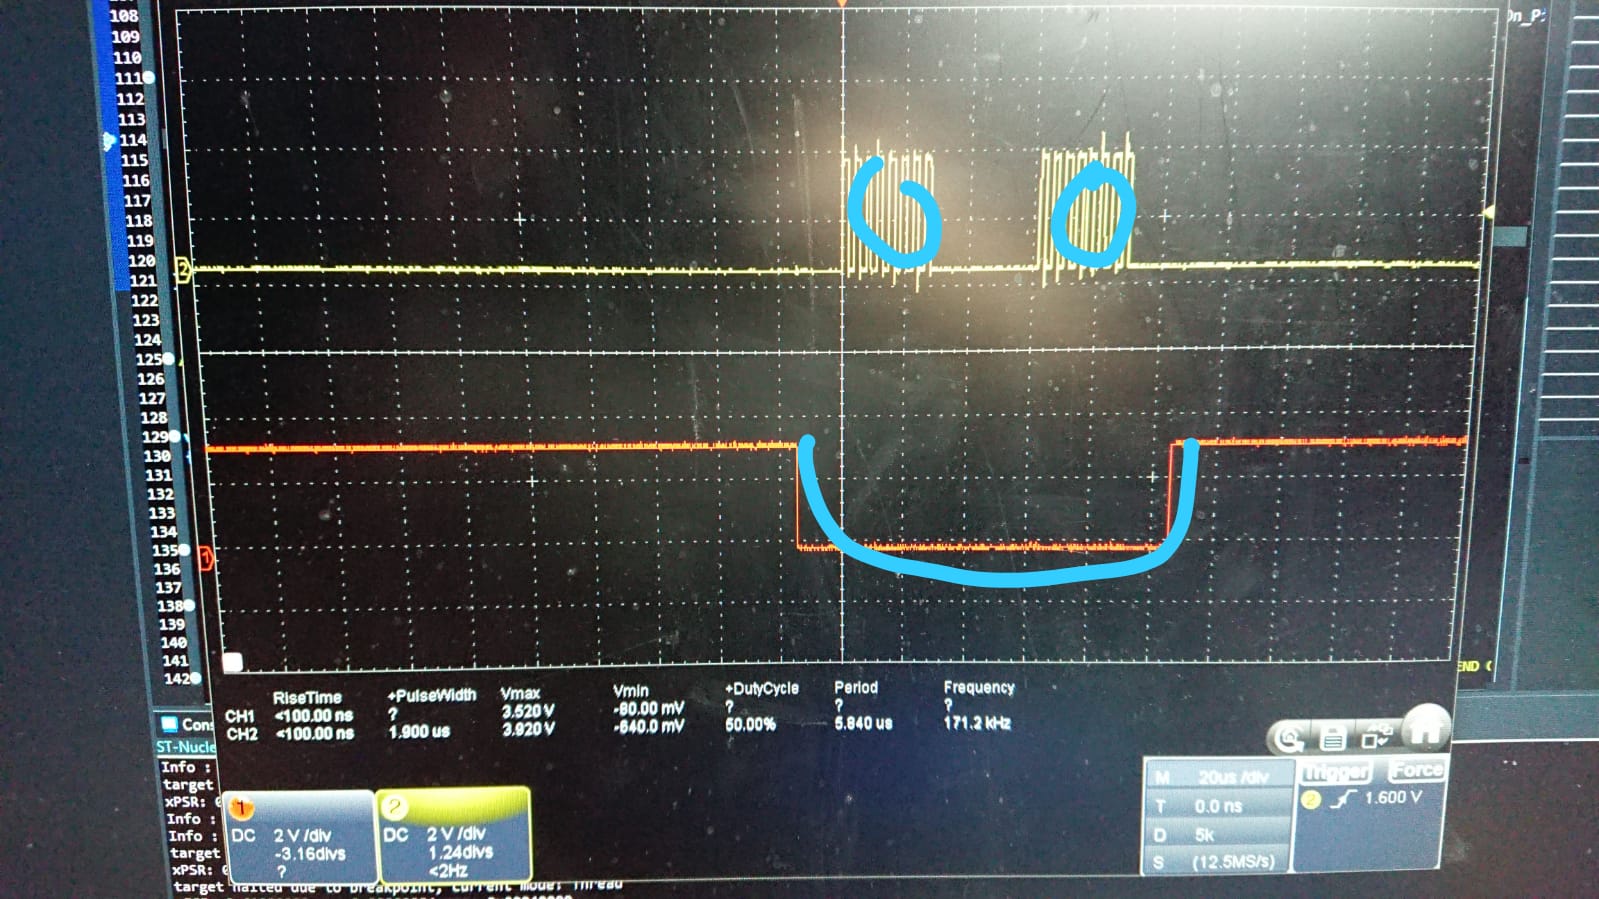 108
109
110
111
112
113
114
115
116
117
118
119
120
121
122
123
124
125
126
127
128
129
130
131
132
133
134
135
136
137
138
139
140
141
142
2
1
END
RiseTime +PulseWidth Vmax Vmin +DutyCycle Period Frequency
CH1 <100.00 ns ? 3.520 V -80.00 mV ? ? ?
CH2 <100.00 ns 1.900 us 3.920 V -640.0 mV 50.00% 5.840 us 171.2 kHz
Cons
ST-Nucle
Info :
target
xPSR: 0
Info :
Info :
target
xPSR: 0
target halted due to breakpoint, current mode: Thread
1
DC 2 V /div
-3.16divs
?
2
DC 2 V /div
1.24divs
<2Hz
M 20us /div
T 0.0 ns
D 5k
S (12.5MS/s)
Trigger Force
2 1.600 V